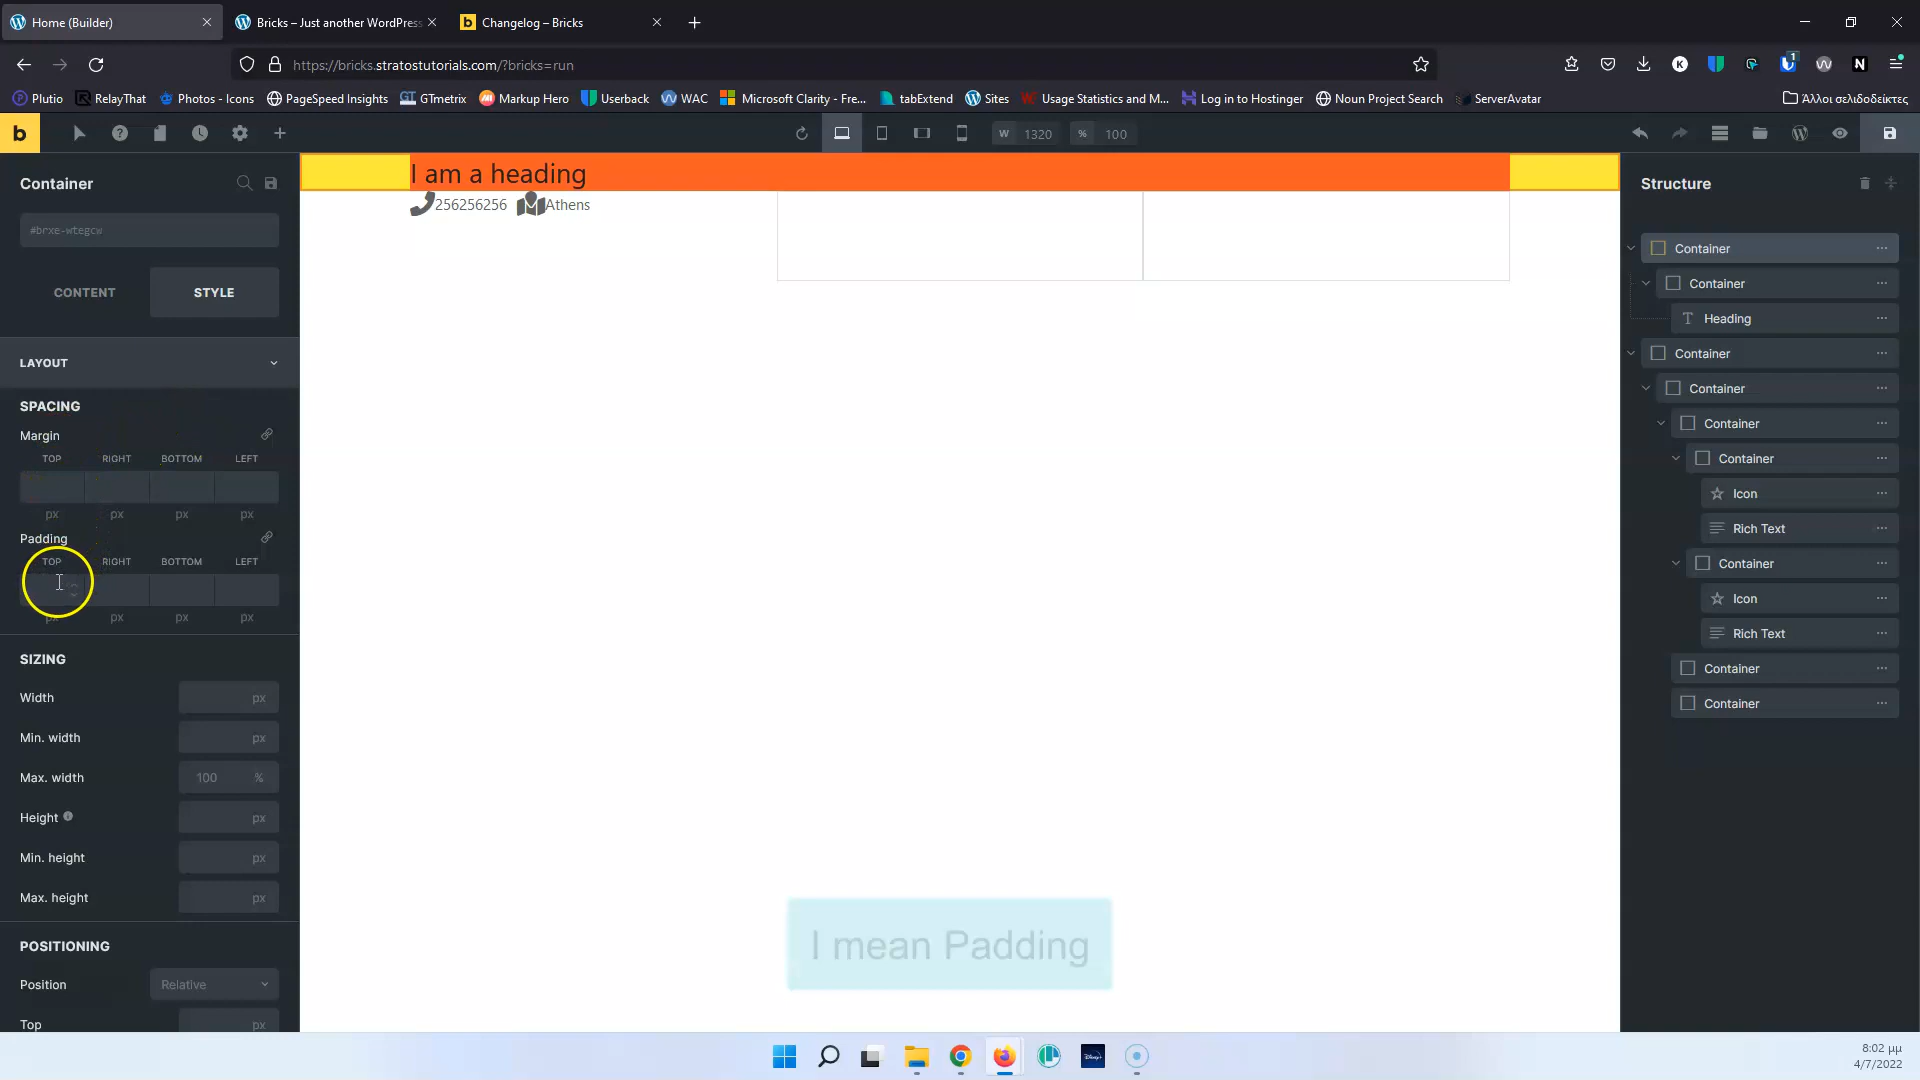 Home (Builder)
Bricks – Just another WordPress
b Changelog – Bricks
https://bricks.stratostutorials.com/?bricks=run
1
Plutio
RelayThat
Photos - Icons
PageSpeed Insights
GTmetrix
Markup Hero
Userback
WAC
Microsoft Clarity - Fre...
tabExtend
Sites
Usage Statistics and M...
Log in to Hostinger
Noun Project Search
ServerAvatar
Άλλοι σελιδοδείκτες
b
W 1320
% 100
Container
#brxe-wtegcw
CONTENT
STYLE
LAYOUT
SPACING
Margin
TOP RIGHT BOTTOM LEFT
px px px px
Padding
TOP RIGHT BOTTOM LEFT
px px px px
SIZING
Width px
Min. width px
Max. width 100 %
Height px
Min. height px
Max. height px
POSITIONING
Position Relative
Top px
I am a heading
256256256 Athens
I mean Padding
Structure
Container
Container
Heading
Container
Container
Container
Container
Icon
Rich Text
Container
Icon
Rich Text
Container
Container
8:02 μμ
4/7/2022